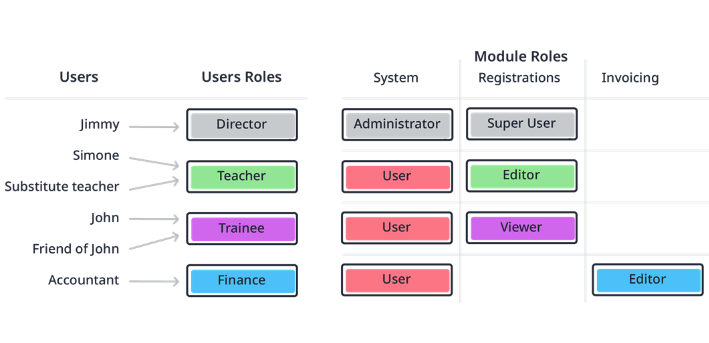 Module Roles
Users Users Roles System Registrations Invoicing
Jimmy Director Administrator Super User
Simone
Teacher User Editor
Substitute teacher
John
Trainee User Viewer
Friend of John
Accountant Finance User Editor